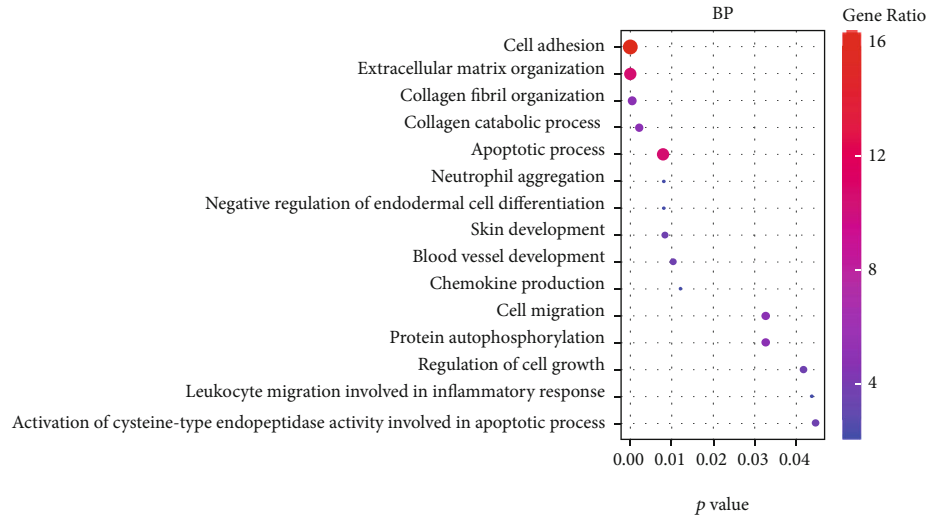 BP
Gene Ratio
Cell adhesion
Extracellular matrix organization
Collagen fibril organization
Collagen catabolic process
Apoptotic process
Neutrophil aggregation
Negative regulation of endodermal cell differentiation
Skin development
Blood vessel development
Chemokine production
Cell migration
Protein autophosphorylation
Regulation of cell growth
Leukocyte migration involved in inflammatory response
Activation of cysteine-type endopeptidase activity involved in apoptotic process
16
12
8
4
0.00 0.01 0.02 0.03 0.04
p value